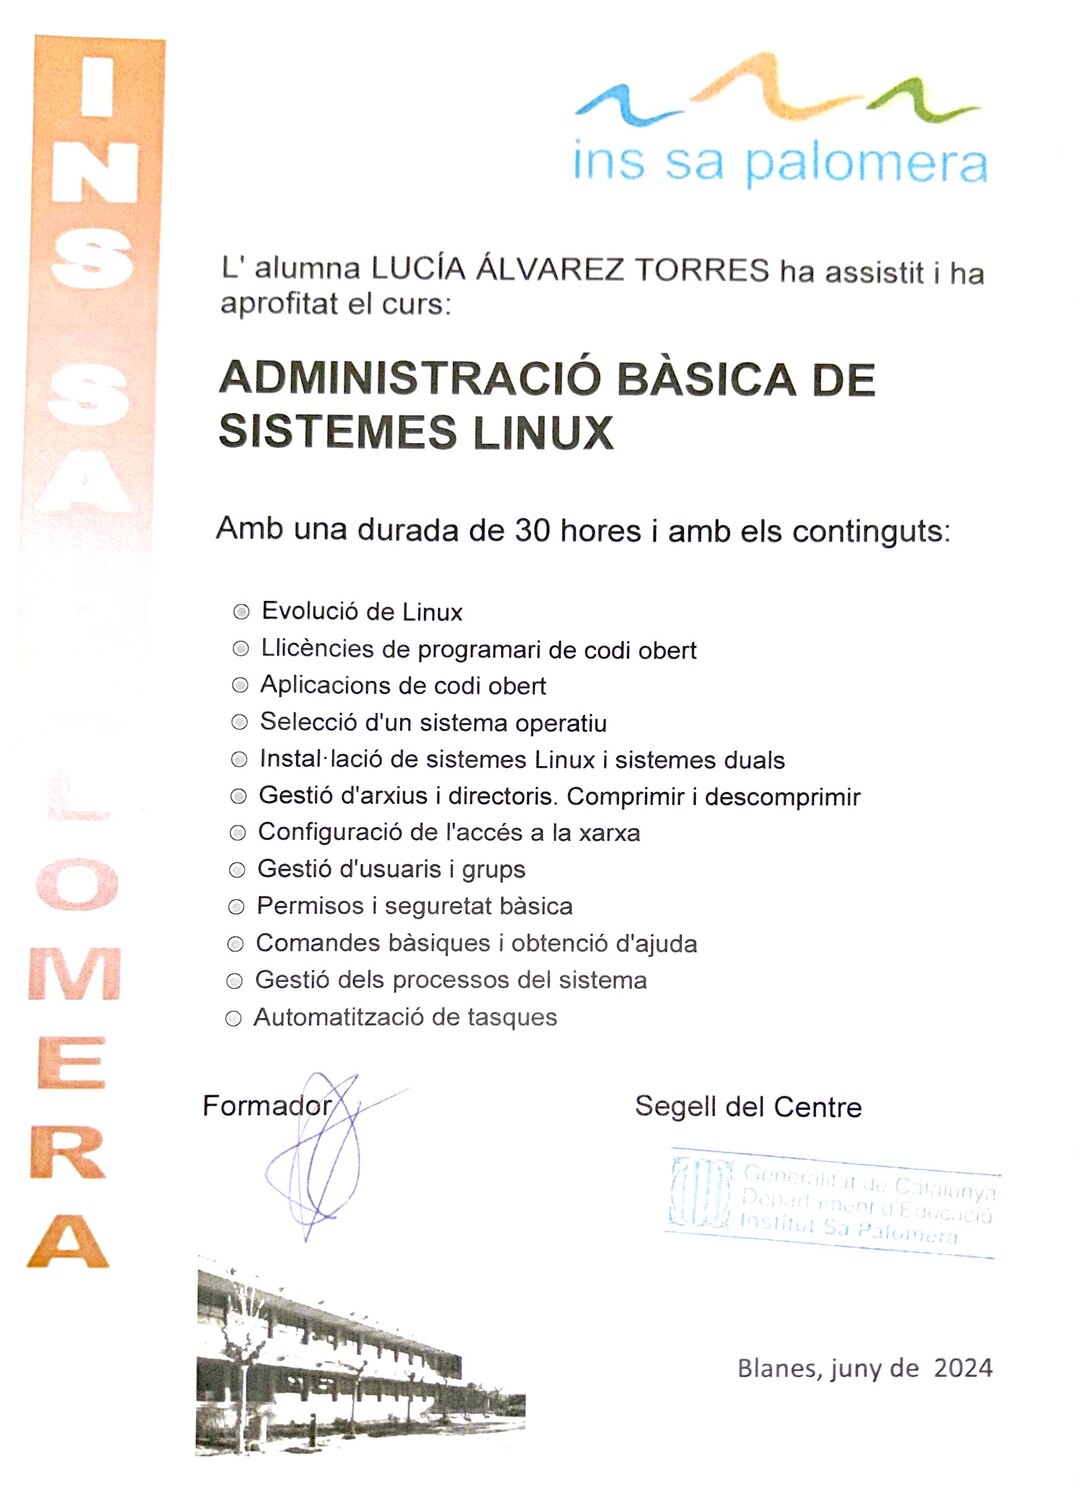 INS SA LOMERA
ins sa palomera
L' alumna LUCÍA ÁLVAREZ TORRES ha assistit i ha
aprofitat el curs:
ADMINISTRACIÓ BÀSICA DE
SISTEMES LINUX
Amb una durada de 30 hores i amb els continguts:
Evolució de Linux
Llicències de programari de codi obert
Aplicacions de codi obert
Selecció d'un sistema operatiu
Instal·lació de sistemes Linux i sistemes duals
Gestió d'arxius i directoris. Comprimir i descomprimir
Configuració de l'accés a la xarxa
Gestió d'usuaris i grups
Permisos i seguretat bàsica
Comandes bàsiques i obtenció d'ajuda
Gestió dels processos del sistema
Automatització de tasques
Formador
Segell del Centre
Generalitat de Catalunya
Departament d'Educació
Institut Sa Palomera
Blanes, juny de 2024